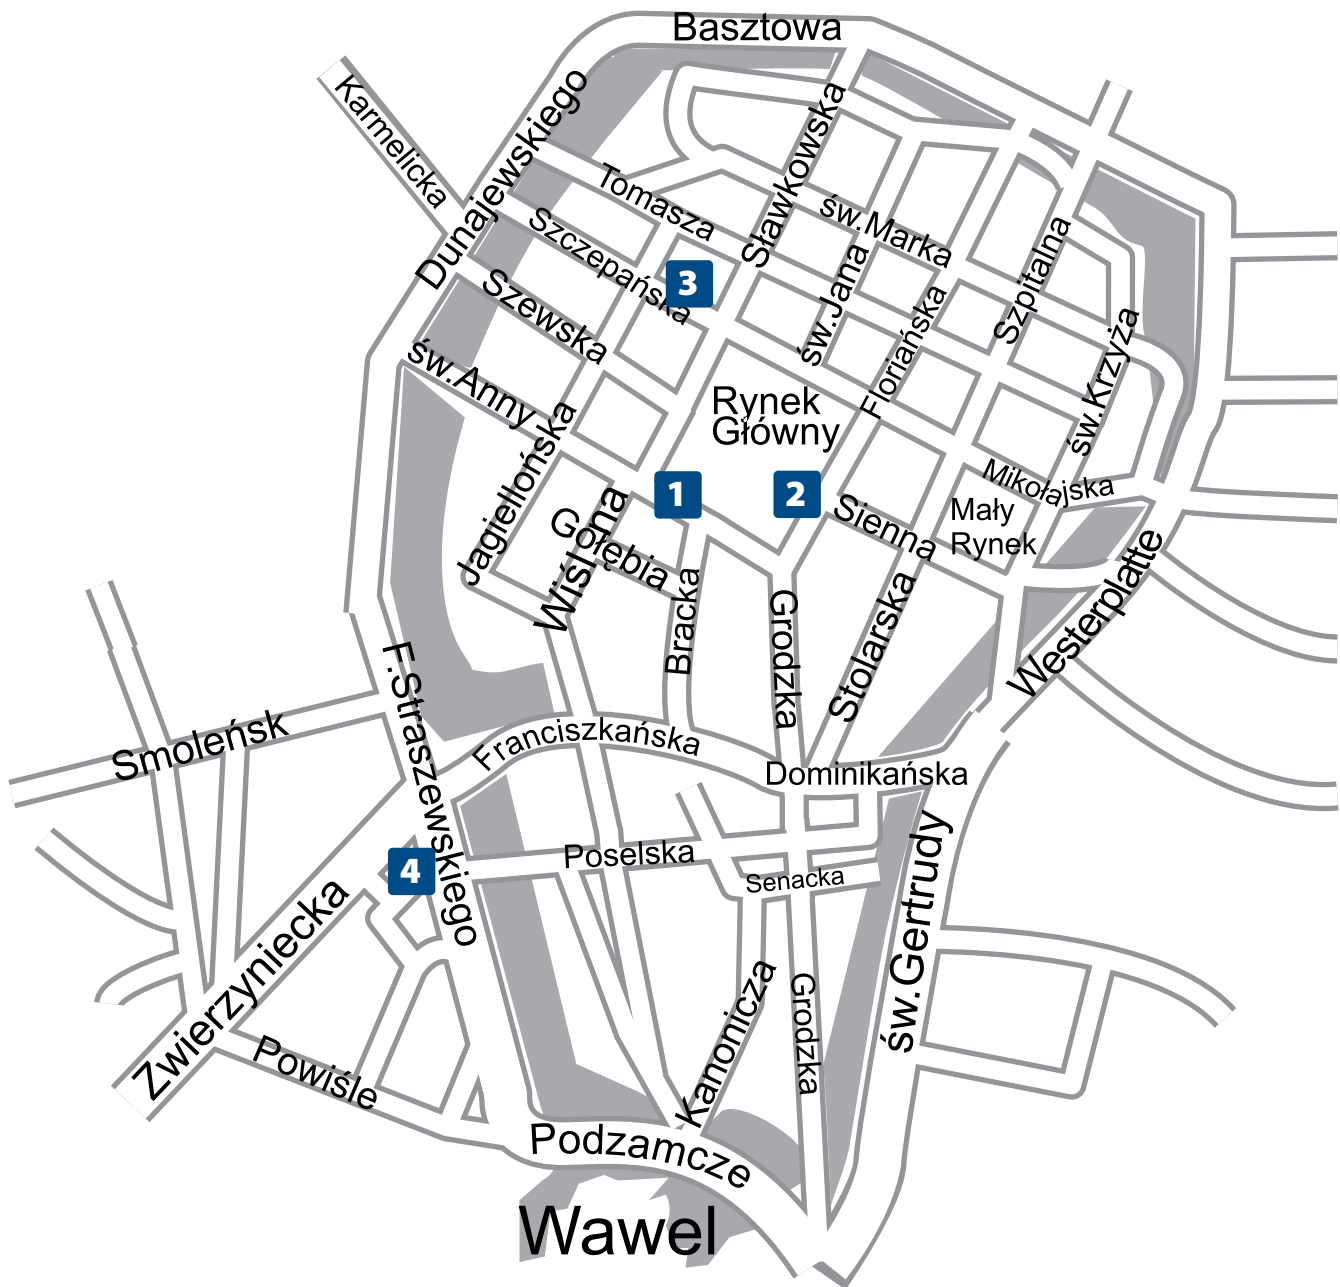 Basztowa
Karmelicka
Dunajewskiego
Tomasza
Sławkowska
św.Marka
Szczepańska
3
Szewska
św.Jana
Szpitalna
Floriańska
św.Krzyża
św.Anny
Rynek
Główny
Jagiellońska
1
2
Mikołajska
Gołębia
Wiślna
Sienna
Mały
Rynek
Westerplatte
Bracka
Grodzka
Stolarska
F.Straszewskiego
Smoleńsk
Franciszkańska
Dominikańska
4
Poselska
Senacka
św.Gertrudy
Zwierzyniecka
Kanonicza
Grodzka
Powiśle
Podzamcze
Wawel